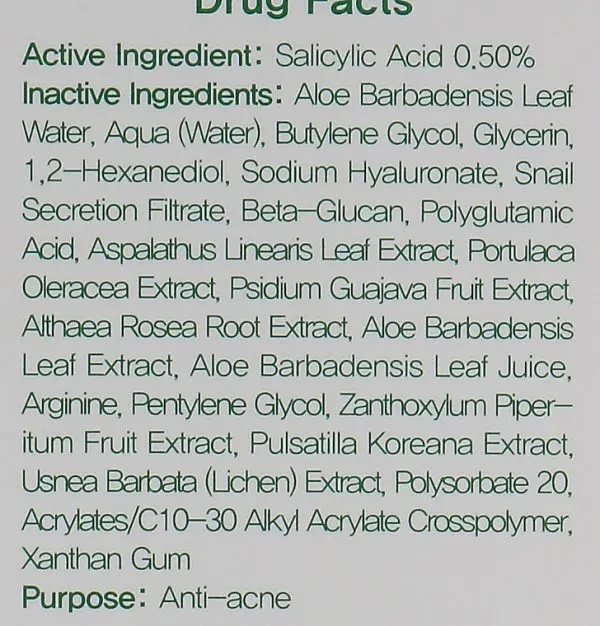 Drug Facts
Active Ingredient: Salicylic Acid 0.50%
Inactive Ingredients: Aloe Barbadensis Leaf
Water, Aqua (Water), Butylene Glycol, Glycerin,
1,2-Hexanediol, Sodium Hyaluronate, Snail
Secretion Filtrate, Beta-Glucan, Polyglutamic
Acid, Aspalathus Linearis Leaf Extract, Portulaca
Oleracea Extract, Psidium Guajava Fruit Extract,
Althaea Rosea Root Extract, Aloe Barbadensis
Leaf Extract, Aloe Barbadensis Leaf Juice,
Arginine, Pentylene Glycol, Zanthoxylum Piper-
itum Fruit Extract, Pulsatilla Koreana Extract,
Usnea Barbata (Lichen) Extract, Polysorbate 20,
Acrylates/C10-30 Alkyl Acrylate Crosspolymer,
Xanthan Gum
Purpose: Anti-acne